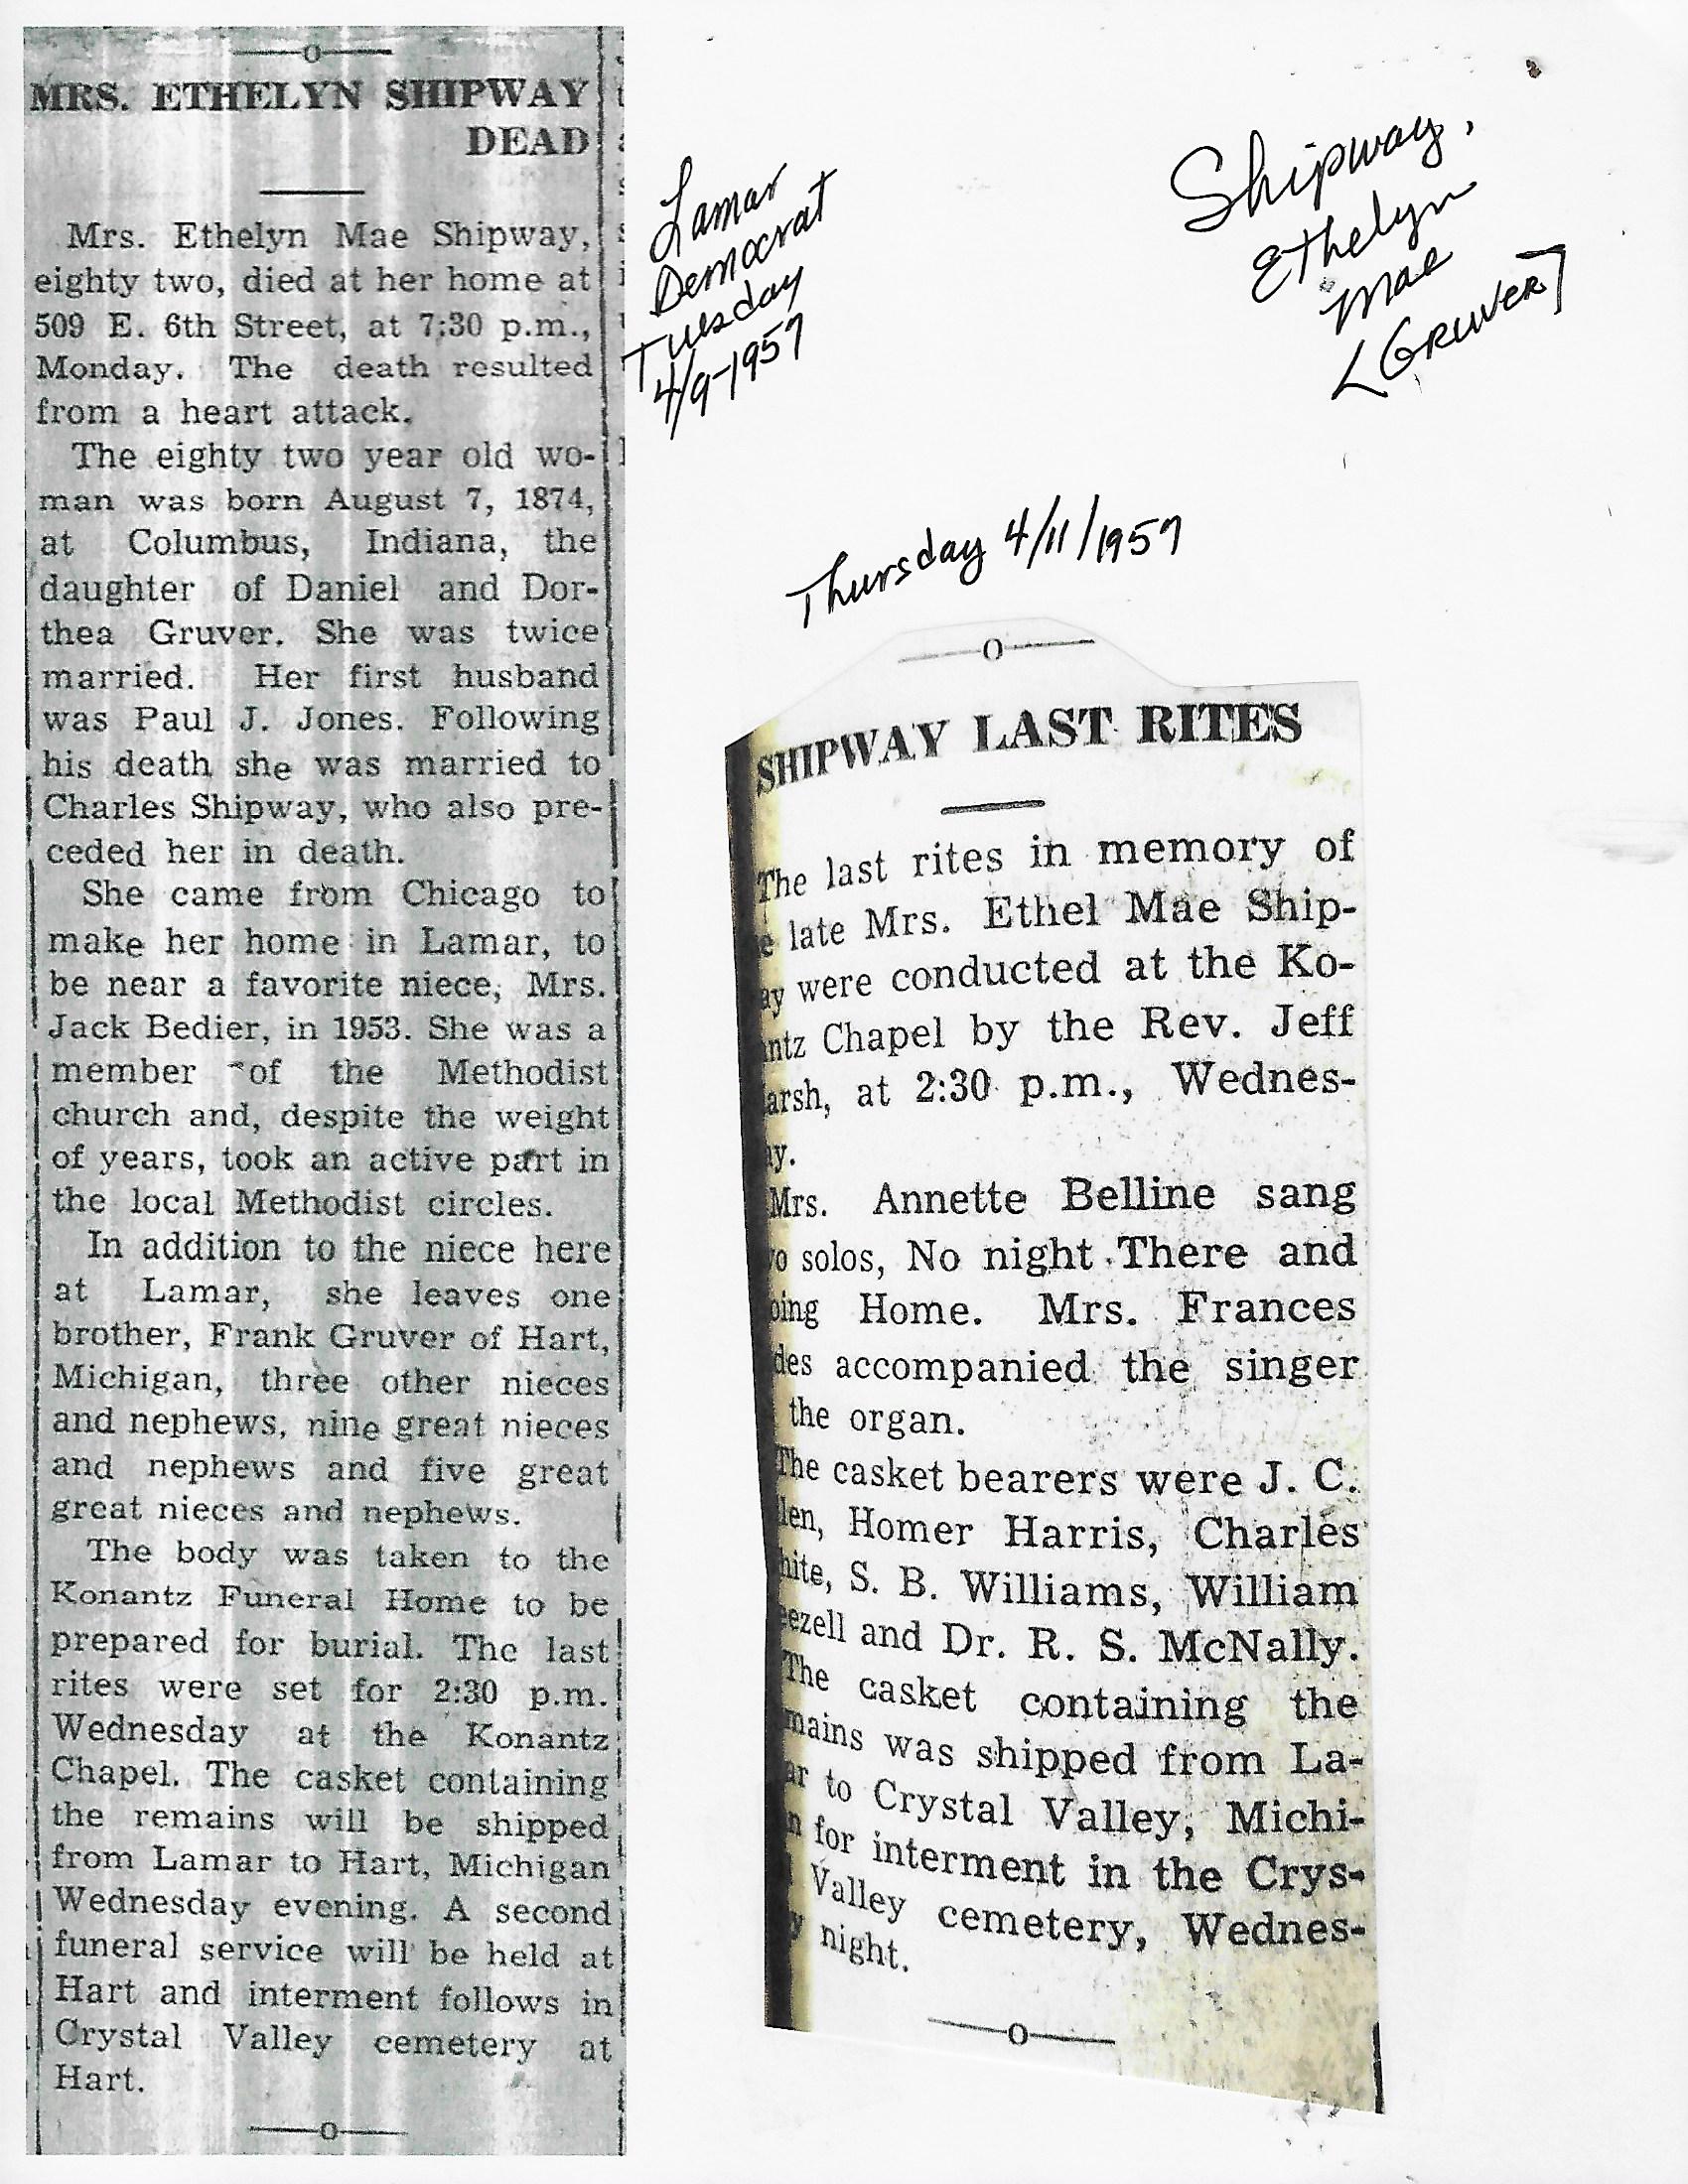 —o—
MRS. ETHELYN SHIPWAY
DEAD
Mrs. Ethelyn Mae Shipway,
eighty two, died at her home at
509 E. 6th Street, at 7:30 p.m.,
Monday. The death resulted
from a heart attack.
The eighty two year old wo-
man was born August 7, 1874,
at Columbus, Indiana, the
daughter of Daniel and Dor-
thea Gruver. She was twice
married. Her first husband
was Paul J. Jones. Following
his death she was married to
Charles Shipway, who also pre-
ceded her in death.
She came from Chicago to
make her home in Lamar, to
be near a favorite niece, Mrs.
Jack Bedier, in 1953. She was a
member of the Methodist
church and, despite the weight
of years, took an active part in
the local Methodist circles.
In addition to the niece here
at Lamar, she leaves one
brother, Frank Gruver of Hart,
Michigan, three other nieces
and nephews, nine great nieces
and nephews and five great
great nieces and nephews.
The body was taken to the
Konantz Funeral Home to be
prepared for burial. The last
rites were set for 2:30 p.m.
Wednesday at the Konantz
Chapel. The casket containing
the remains will be shipped
from Lamar to Hart, Michigan
Wednesday evening. A second
funeral service will be held at
Hart and interment follows in
Crystal Valley cemetery at
Hart.
—o—
Lamar
Democrat
Tuesday
4/9-1957
Shipway,
Ethelyn
Mae
[Gruver]
Thursday 4/11/1957
—o—
SHIPWAY LAST RITES
The last rites in memory of
e late Mrs. Ethel Mae Ship-
ay were conducted at the Ko-
ntz Chapel by the Rev. Jeff
arsh, at 2:30 p.m., Wednes-
ay.
Mrs. Annette Belline sang
o solos, No night There and
oing Home. Mrs. Frances
des accompanied the singer
the organ.
The casket bearers were J. C.
len, Homer Harris, Charles
hite, S. B. Williams, William
eezell and Dr. R. S. McNally.
The casket containing the
mains was shipped from La-
ar to Crystal Valley, Michi-
n for interment in the Crys-
l Valley cemetery, Wednes-
y night.
—o—